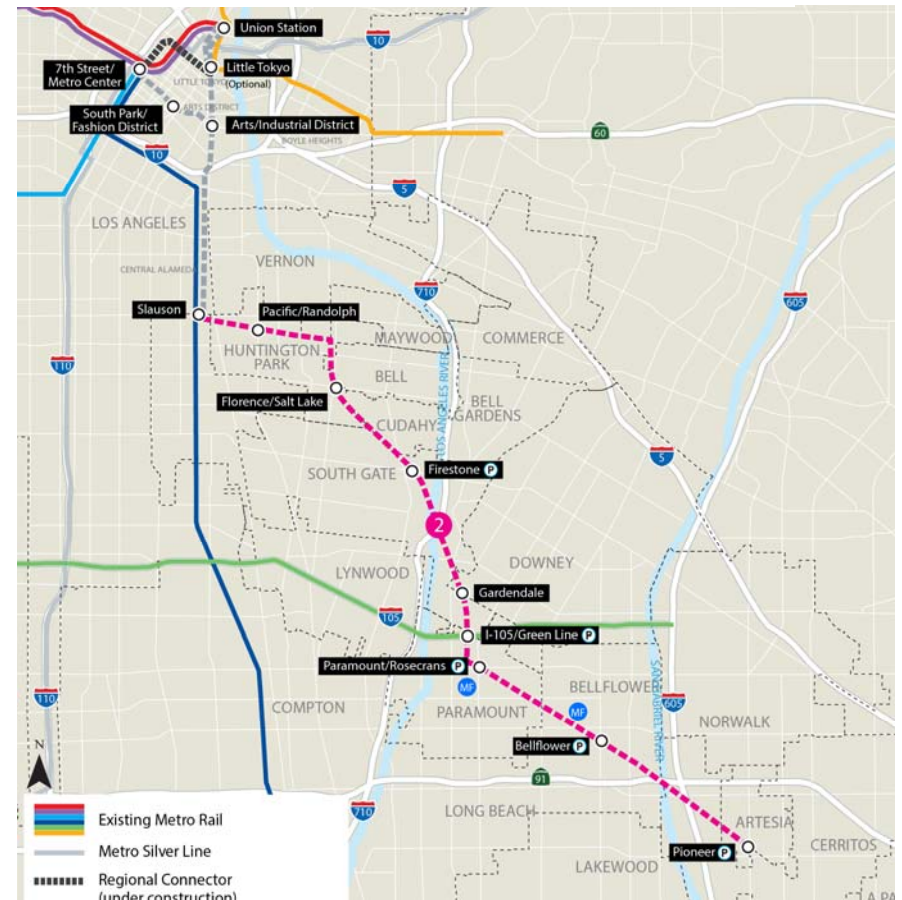 Union Station
10
7th Street/
Metro Center
Little Tokyo
(Optional)
LITTLE TOKYO
South Park/
Fashion District
ARTS DISTRICT
Arts/Industrial District
60
BOYLE HEIGHTS
10
5
LOS ANGELES
VERNON
CENTRAL ALAMEDA
710
605
Slauson
Pacific/Randolph
MAYWOOD
COMMERCE
HUNTINGTON
PARK
110
BELL
LOS ANGELES RIVER
Florence/Salt Lake
BELL
GARDENS
CUDAHY
5
SOUTH GATE
Firestone P
2
DOWNEY
LYNWOOD
Gardendale
105
I-105/Green Line P
Paramount/Rosecrans P
MF
BELLFLOWER
SAN GABRIEL RIVER
110
COMPTON
PARAMOUNT
MF
605
NORWALK
Bellflower P
N
91
710
LONG BEACH
ARTESIA
Pioneer P
CERRITOS
LAKEWOOD
Existing Metro Rail
Metro Silver Line
Regional Connector
(under construction)